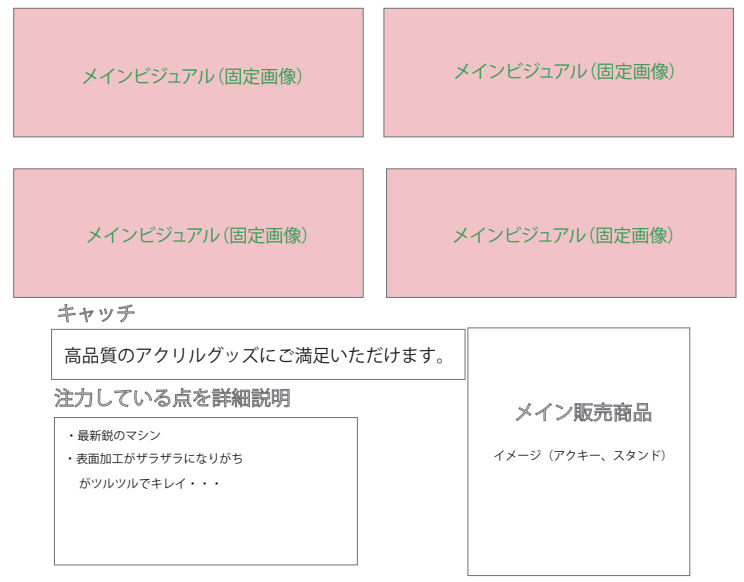 メインビジュアル(固定画像)
メインビジュアル(固定画像)
メインビジュアル(固定画像)
メインビジュアル(固定画像)
キャッチ
高品質のアクリルグッズにご満足いただけます。
注力している点を詳細説明
・最新鋭のマシン
・表面加工がザラザラになりがち
がツルツルでキレイ・・・
メイン販売商品
イメージ（アクキー、スタンド）